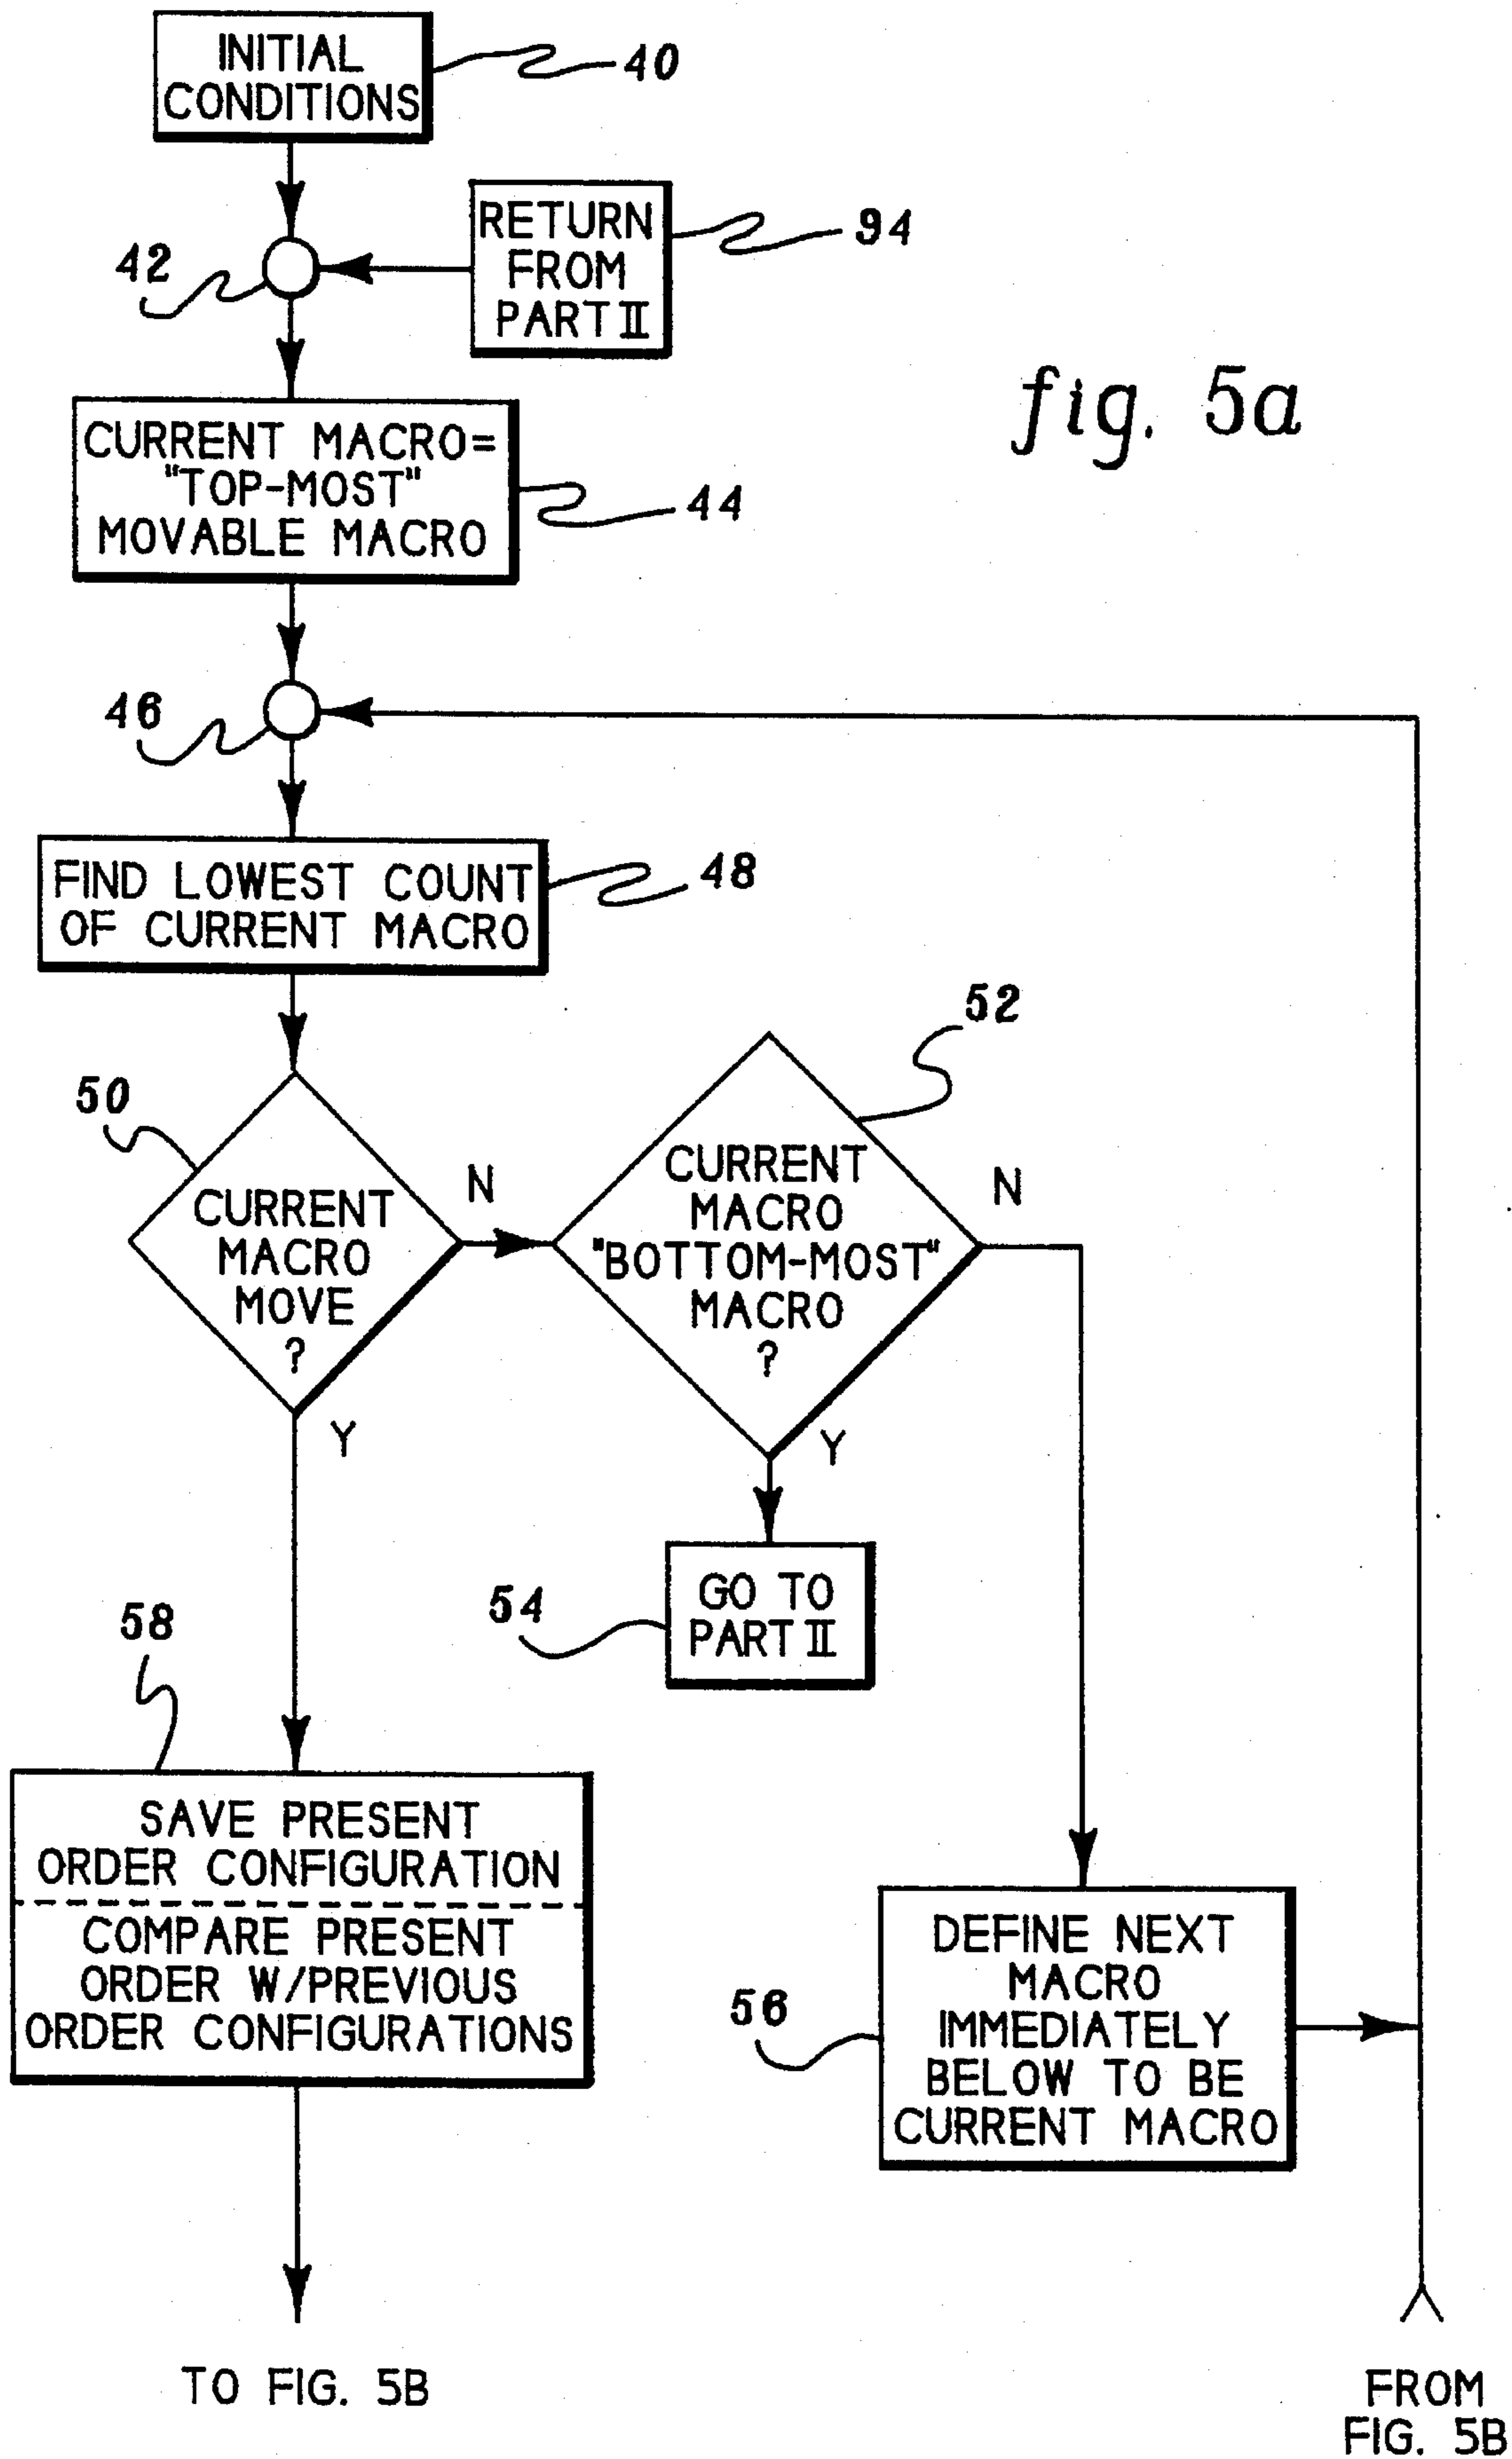 INITIAL
CONDITIONS
40
RETURN
FROM
PART II
94
42
fig. 5a
CURRENT MACRO=
"TOP-MOST"
MOVABLE MACRO
44
46
FIND LOWEST COUNT
OF CURRENT MACRO
48
52
50
CURRENT
MACRO
MOVE
?
N
CURRENT
MACRO
"BOTTOM-MOST"
MACRO
?
N
Y
Y
GO TO
PART II
54
58
SAVE PRESENT
ORDER CONFIGURATION
COMPARE PRESENT
ORDER W/PREVIOUS
ORDER CONFIGURATIONS
DEFINE NEXT
MACRO
IMMEDIATELY
BELOW TO BE
CURRENT MACRO
56
TO FIG. 5B
FROM
FIG. 5B